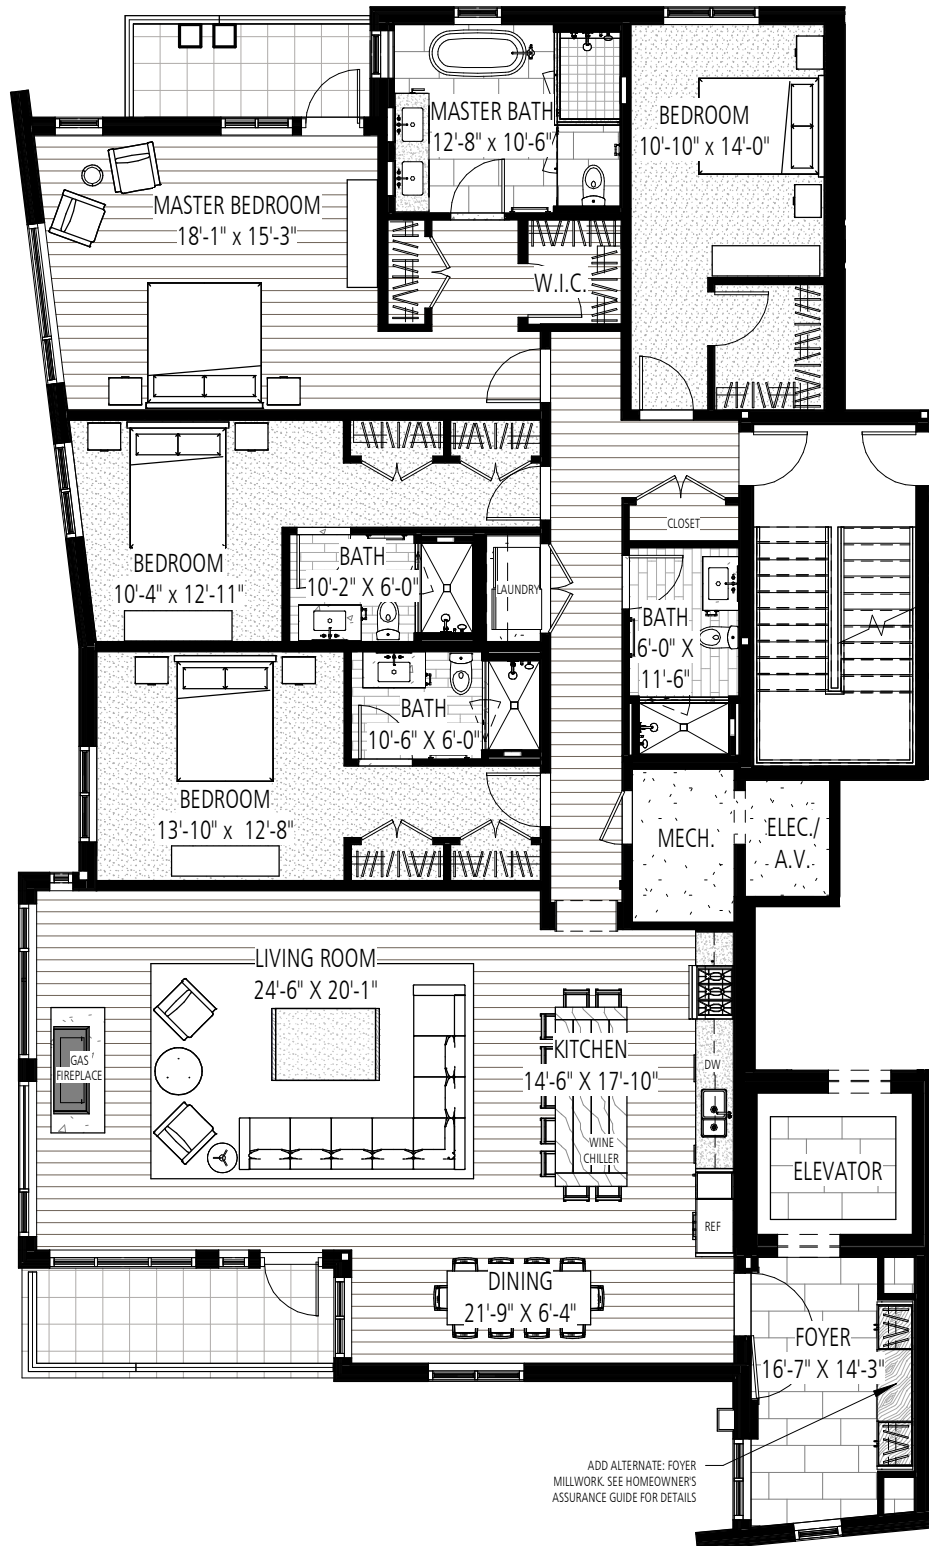 MASTER BATH
12'-8" x 10'-6"
BEDROOM
10'-10" x 14'-0"
MASTER BEDROOM
18'-1" x 15'-3"
W.I.C.
CLOSET
BEDROOM
10'-4" x 12'-11"
BATH
10'-2" X 6'-0"
LAUNDRY
BATH
6'-0" X
11'-6"
BATH
10'-6" X 6'-0"
BEDROOM
13'-10" x 12'-8"
MECH.
ELEC./
A.V.
LIVING ROOM
24'-6" X 20'-1"
GAS
FIREPLACE
KITCHEN
14'-6" X 17'-10"
DW
WINE
CHILLER
ELEVATOR
REF
DINING
21'-9" X 6'-4"
FOYER
16'-7" X 14'-3"
ADD ALTERNATE: FOYER
MILLWORK. SEE HOMEOWNER'S
ASSURANCE GUIDE FOR DETAILS